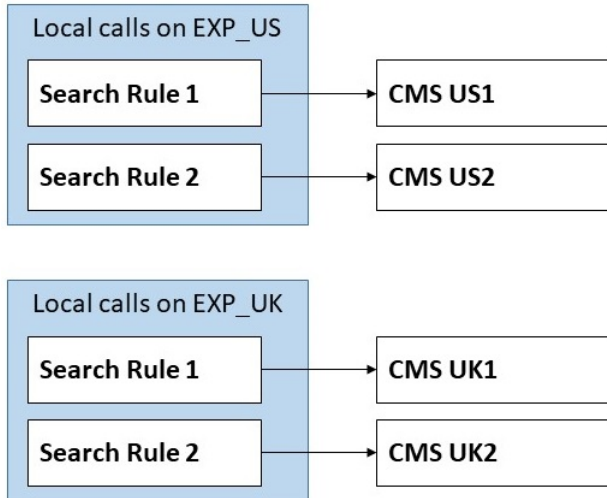 Local calls on EXP_US
Search Rule 1
CMS US1
Search Rule 2
CMS US2
Local calls on EXP_UK
Search Rule 1
CMS UK1
Search Rule 2
CMS UK2